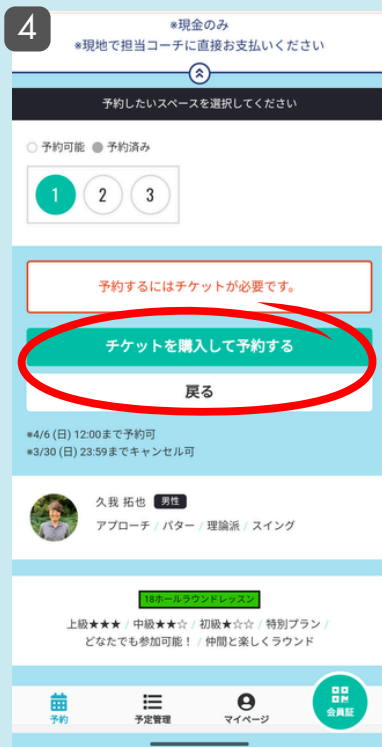 4
※現金のみ
※現地で担当コーチに直接お支払いください
予約したいスペースを選択してください
予約可能 予約済み
1 2 3
予約するにはチケットが必要です。
チケットを購入して予約する
戻る
※4/6 (日) 12:00まで予約可
※3/30 (日) 23:59までキャンセル可
久我 拓也 男性
アプローチ / パター / 理論派 / スイング
18ホールラウンドレッスン
上級★★★ / 中級★★☆ / 初級★☆☆ / 特別プラン /
どなたでも参加可能！ / 仲間と楽しくラウンド
予約 予定管理 マイページ 会員証